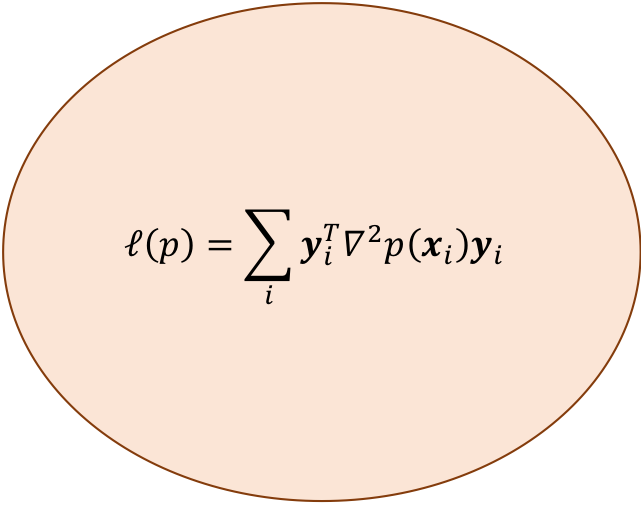 ℓ(p) = ∑_i 𝒚_i^T ∇²p(𝒙_i)𝒚_i